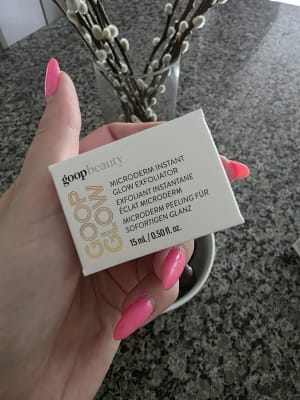 goopbeauty
GOOP
GLOW
MICRODERM INSTANT
GLOW EXFOLIATOR
EXFOLIANT INSTANTANE
ÉCLAT MICRODERM
MICRODERM PEELING FÜR
SOFORTIGEN GLANZ
15 mL / 0.50 fl. oz.